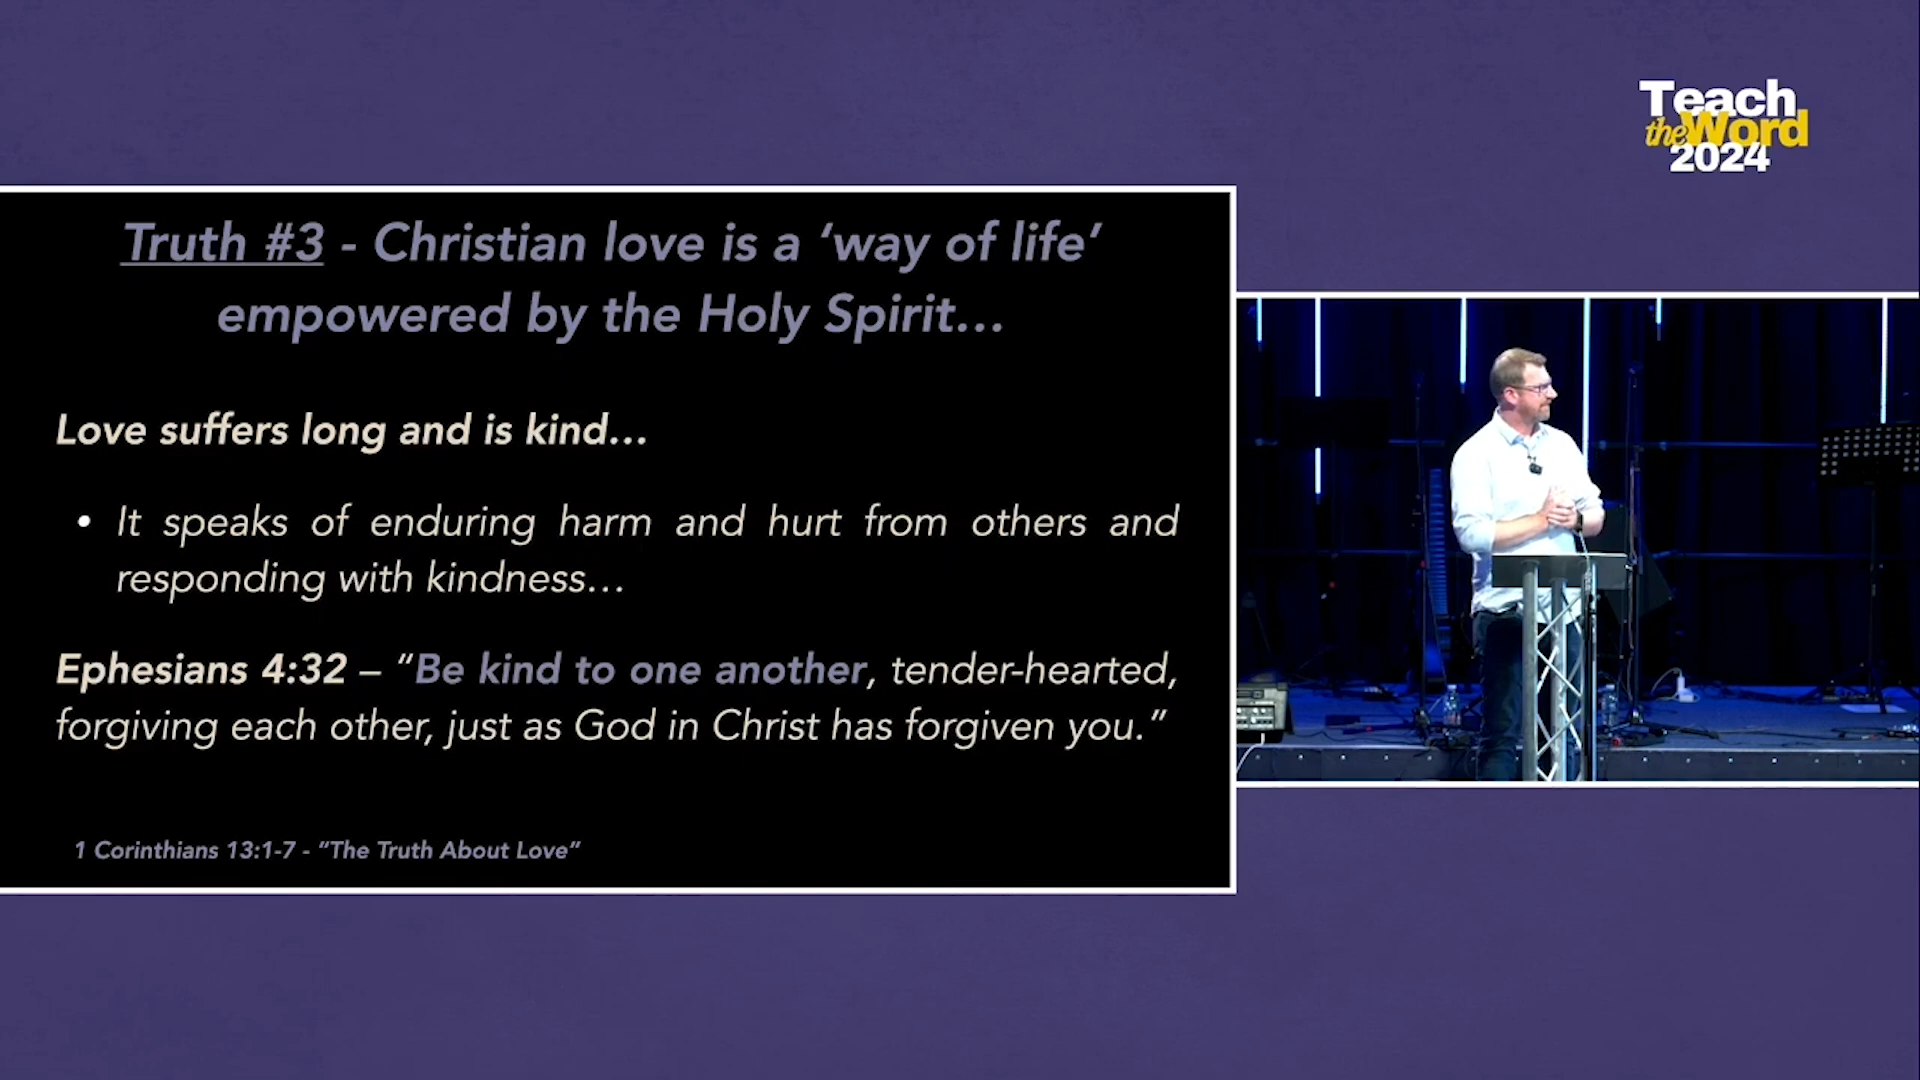 Teach
the Word
2024
Truth #3 - Christian love is a ‘way of life’
empowered by the Holy Spirit…
Love suffers long and is kind…
• It speaks of enduring harm and hurt from others and
responding with kindness…
Ephesians 4:32 – “Be kind to one another, tender-hearted,
forgiving each other, just as God in Christ has forgiven you.”
1 Corinthians 13:1-7 - “The Truth About Love”